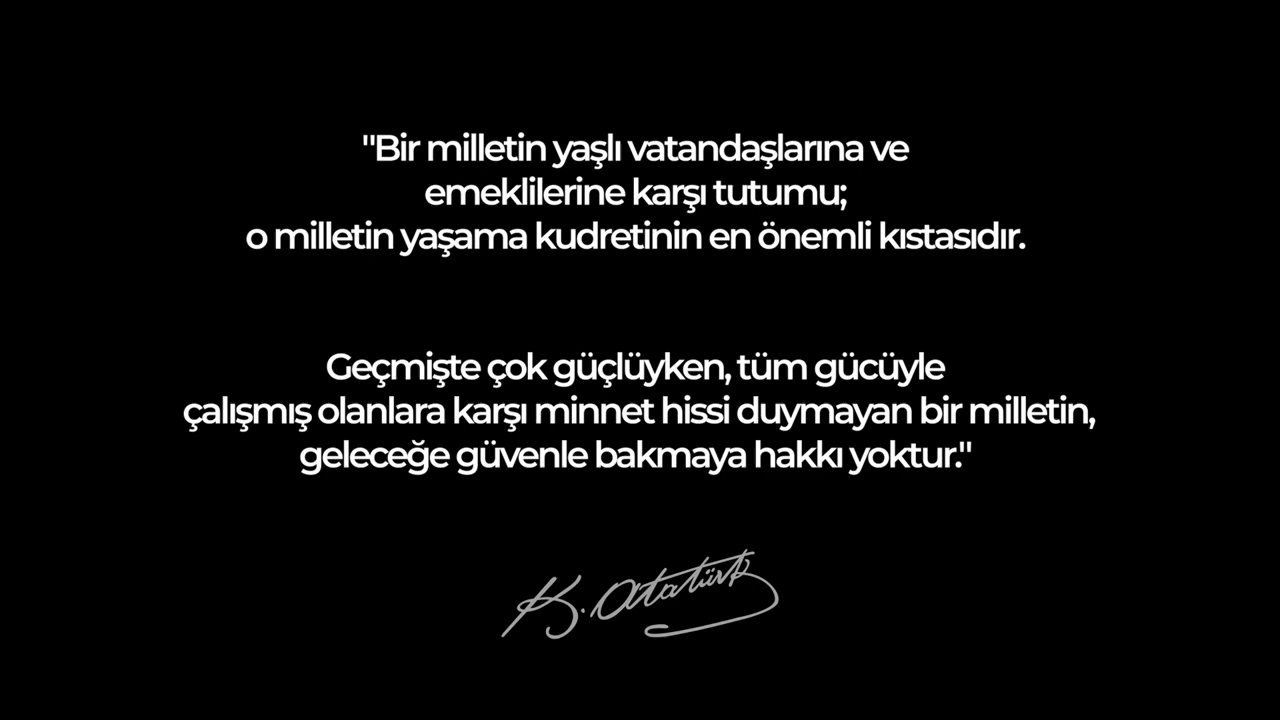 "Bir milletin yaşlı vatandaşlarına ve
emeklilerine karşı tutumu;
o milletin yaşama kudretinin en önemli kıstasıdır.
Geçmişte çok güçlüyken, tüm gücüyle
çalışmış olanlara karşı minnet hissi duymayan bir milletin,
geleceğe güvenle bakmaya hakkı yoktur."
K. Atatürk